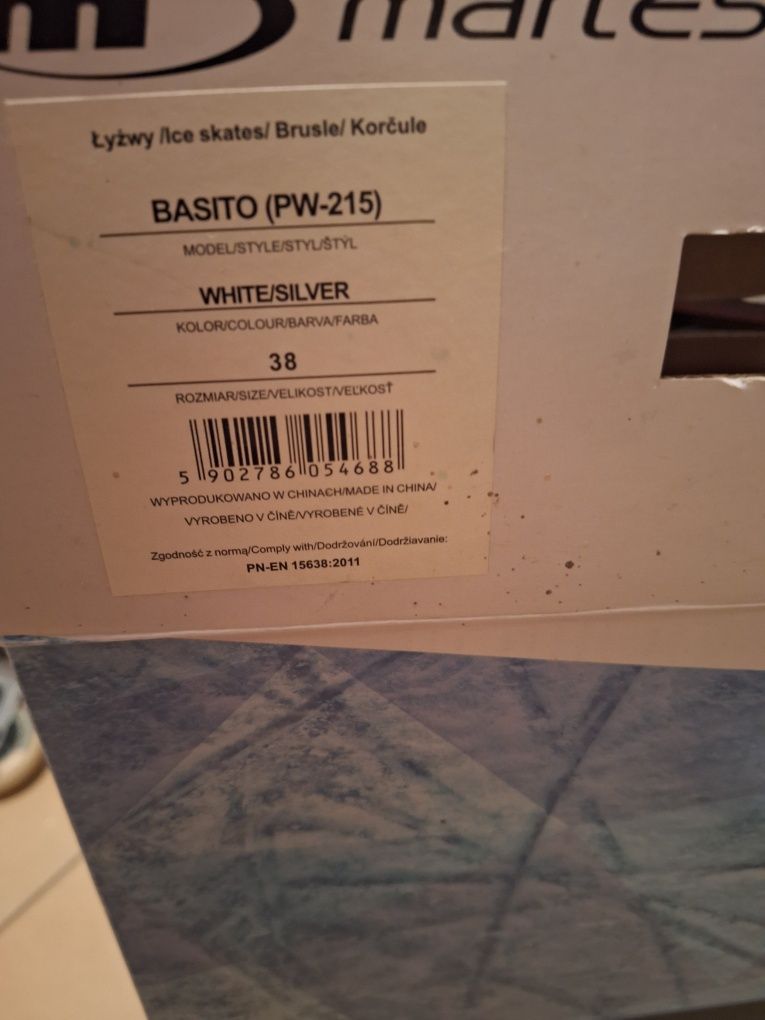 m martes
Łyżwy /Ice skates/ Brusle/ Korčule
BASITO (PW-215)
MODEL/STYLE/STYL/ŠTÝL
WHITE/SILVER
KOLOR/COLOUR/BARVA/FARBA
38
ROZMIAR/SIZE/VELIKOST/VEĽKOSŤ
5 902786 054688
WYPRODUKOWANO W CHINACH/MADE IN CHINA/
VYROBENO V ČÍNĚ/VYROBENÉ V ČÍNĚ/
Zgodność z normą/Comply with/Dodržování/Dodržiavanie:
PN-EN 15638:2011